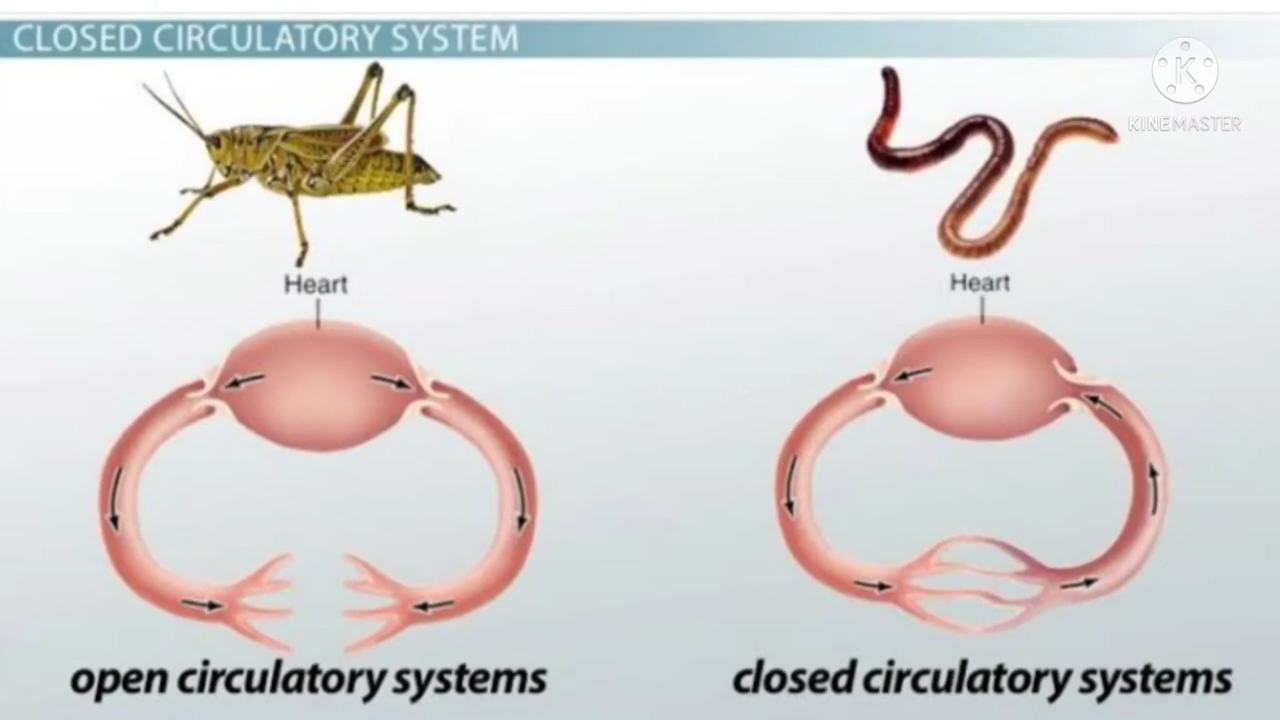 CLOSED CIRCULATORY SYSTEM
K
KINEMASTER
Heart
Heart
open circulatory systems
closed circulatory systems